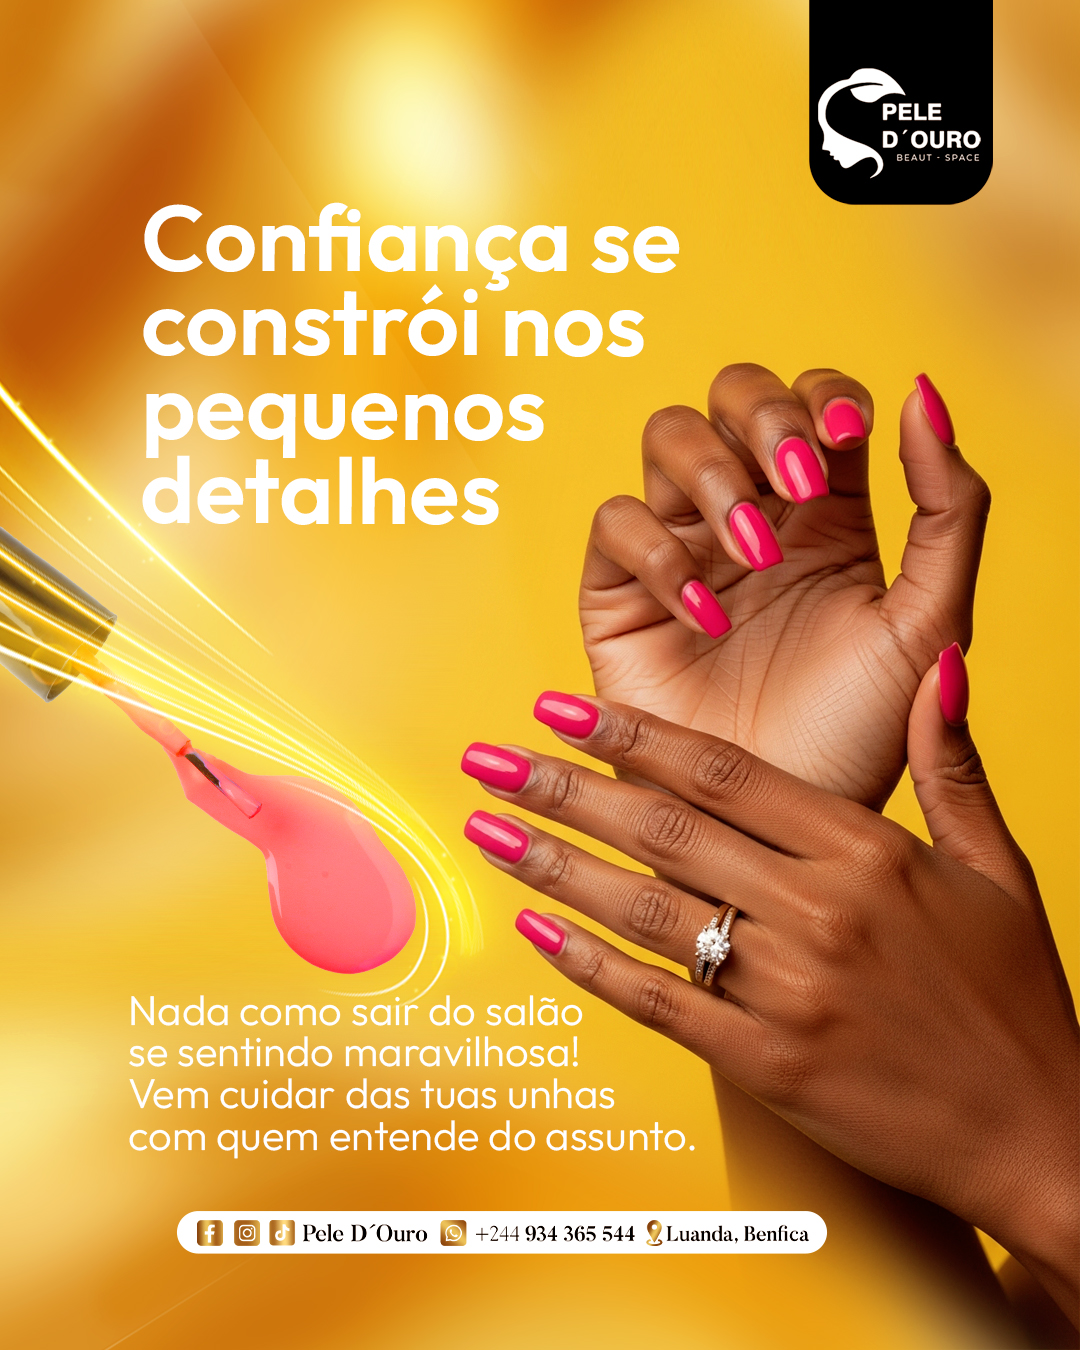 PELE
D´OURO
BEAUT - SPACE
Confiança se
constrói nos
pequenos
detalhes
Nada como sair do salão
se sentindo maravilhosa!
Vem cuidar das tuas unhas
com quem entende do assunto.
Pele D´Ouro +244 934 365 544 Luanda, Benfica